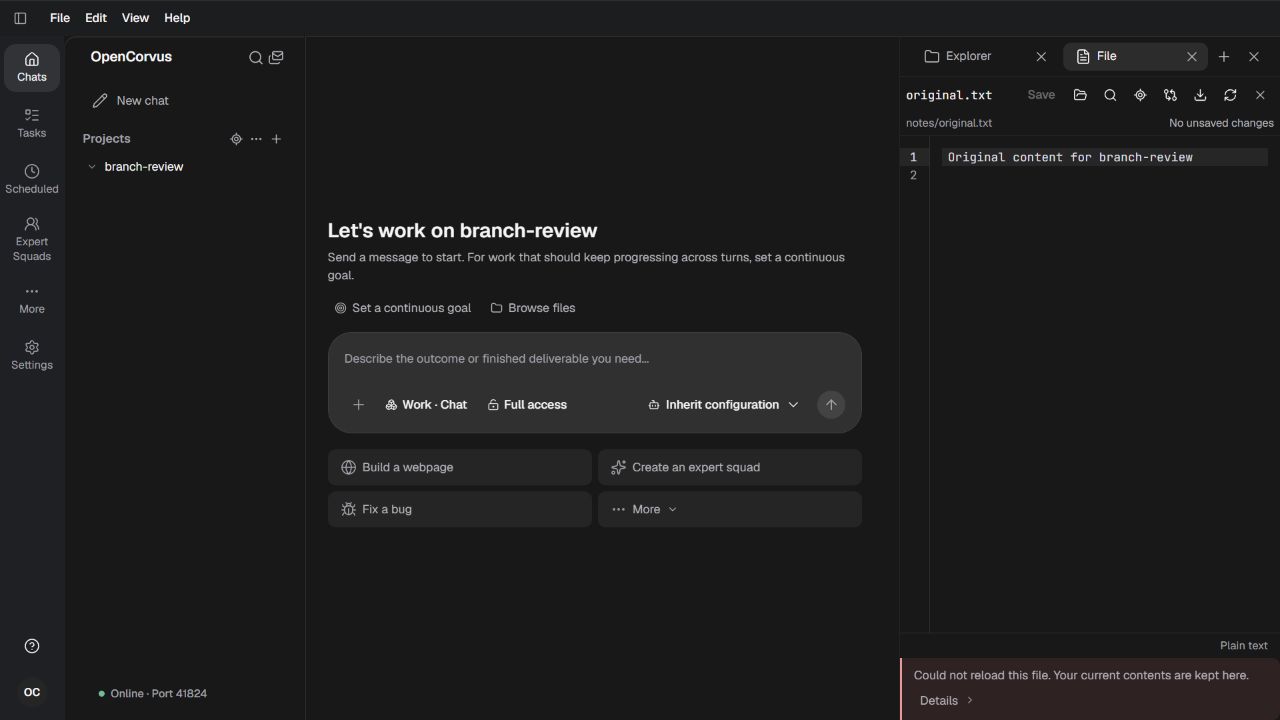 File Edit View Help
Chats
Tasks
Scheduled
Expert
Squads
More
Settings
OC
OpenCorvus
New chat
Projects
branch-review
Online · Port 41824
Let's work on branch-review
Send a message to start. For work that should keep progressing across turns, set a continuous
goal.
Set a continuous goal Browse files
Describe the outcome or finished deliverable you need...
Work · Chat Full access Inherit configuration
Build a webpage Create an expert squad
Fix a bug More
Explorer File
original.txt Save
notes/original.txt No unsaved changes
1 Original content for branch-review
2
Plain text
Could not reload this file. Your current contents are kept here.
Details